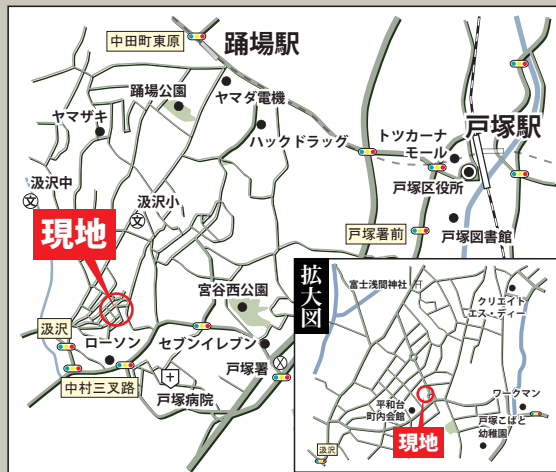 中田町東原
踊場駅
踊場公園
ヤマダ電機
ヤマザキ
ハックドラッグ
トツカーナ
モール
戸塚駅
戸塚区役所
汲沢中
文
汲沢小
文
戸塚署前
戸塚図書館
現地
宮谷西公園
汲沢
ローソン
セブンイレブン
中村三叉路
戸塚病院
戸塚署
拡大図
富士浅間神社
クリエイド
エス・ディー
平和台
町内会館
ワークマン
現地
戸塚こばと
幼稚園
汲沢